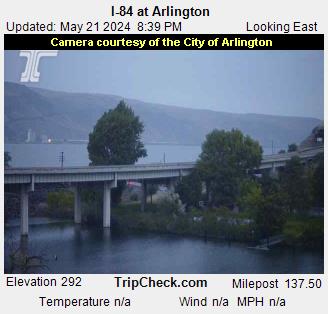 I-84 at Arlington
Updated: May 21 2024 8:39 PM Looking East
Camera courtesy of the City of Arlington
Elevation 292 TripCheck.com Milepost 137.50
Temperature n/a Wind n/a MPH n/a